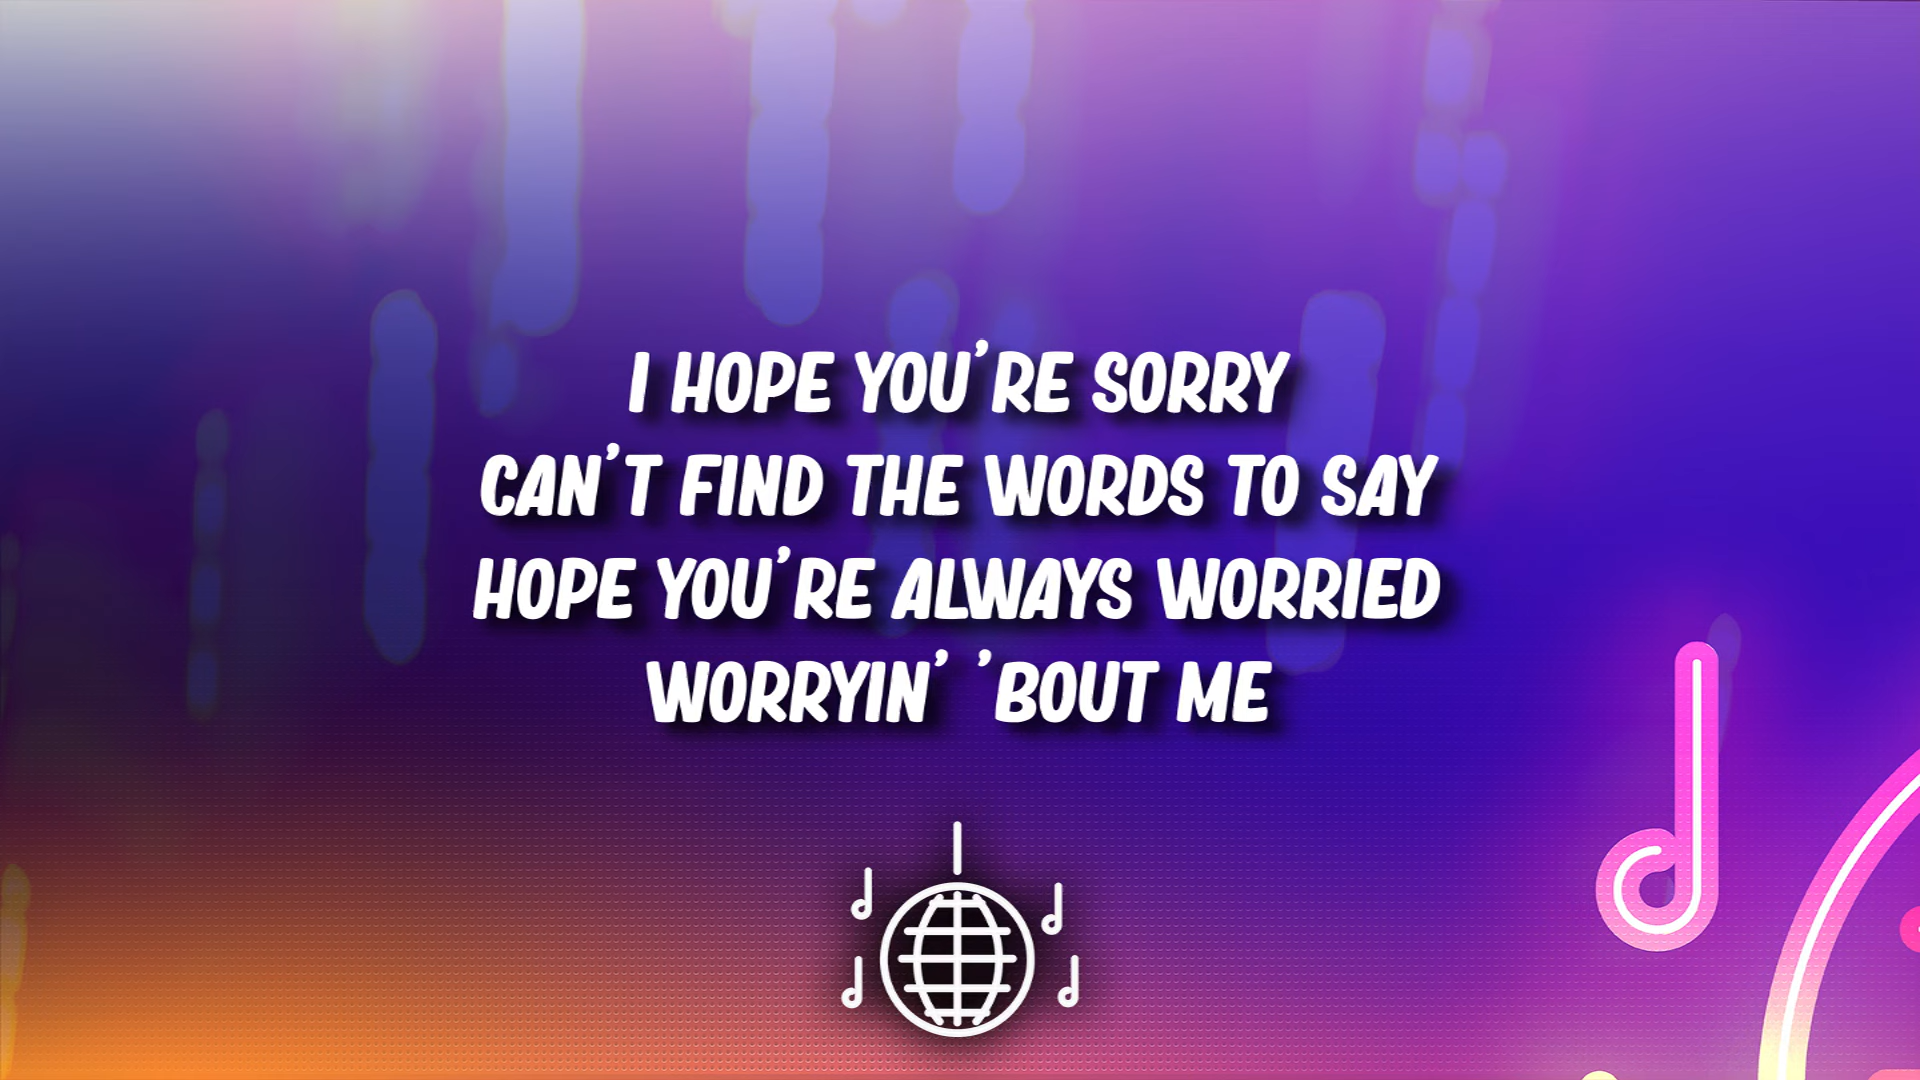 I HOPE YOU'RE SORRY
CAN'T FIND THE WORDS TO SAY
HOPE YOU'RE ALWAYS WORRIED
WORRYIN' 'BOUT ME